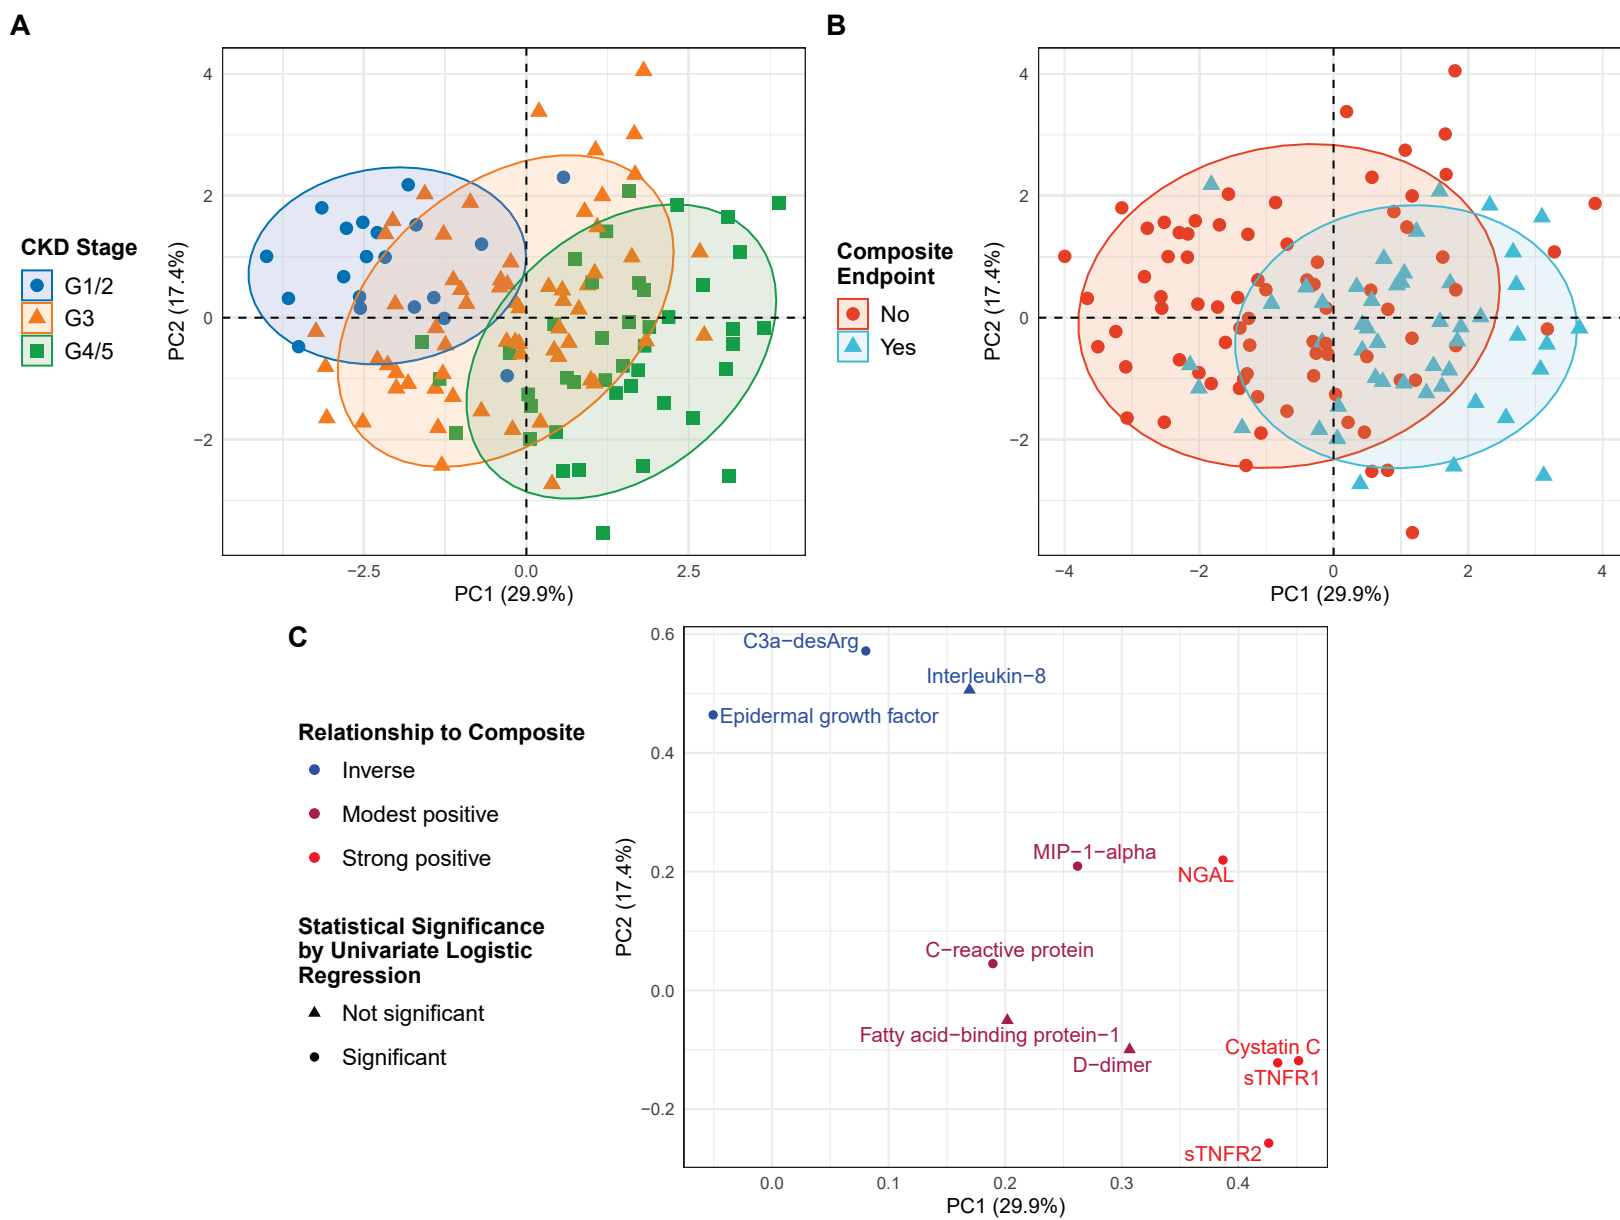 A
B
CKD Stage
G1/2
G3
G4/5
PC2 (17.4%)
4
2
0
−2
−2.5
0.0
2.5
PC1 (29.9%)
Composite
Endpoint
No
Yes
PC2 (17.4%)
4
2
0
−2
−4
−2
0
2
4
PC1 (29.9%)
C
Relationship to Composite
Inverse
Modest positive
Strong positive
Statistical Significance
by Univariate Logistic
Regression
Not significant
Significant
PC2 (17.4%)
0.6
0.4
0.2
0.0
−0.2
C3a−desArg
Interleukin−8
Epidermal growth factor
MIP−1−alpha
NGAL
C−reactive protein
Fatty acid−binding protein−1
D−dimer
Cystatin C
sTNFR1
sTNFR2
0.0
0.1
0.2
0.3
0.4
PC1 (29.9%)